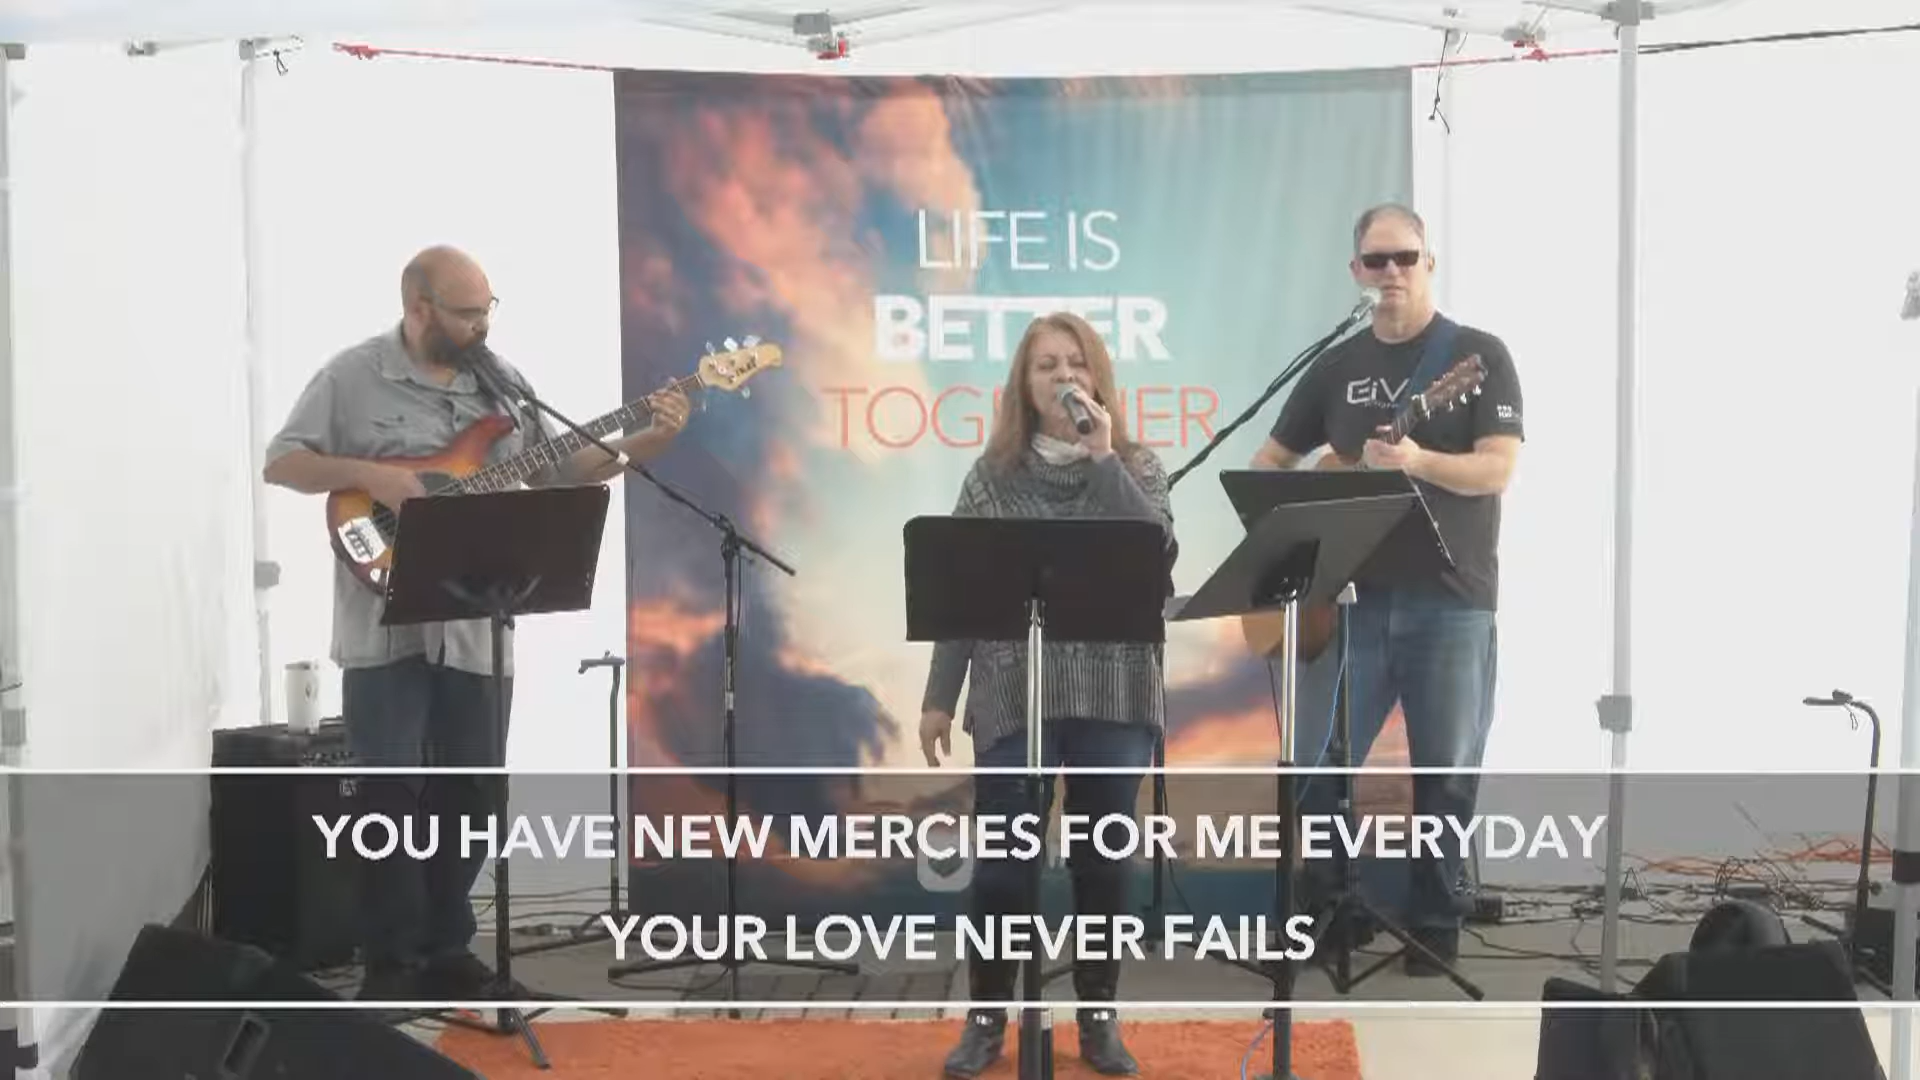 LIFE IS
BETTER
TOGETHER
YOU HAVE NEW MERCIES FOR ME EVERYDAY
YOUR LOVE NEVER FAILS